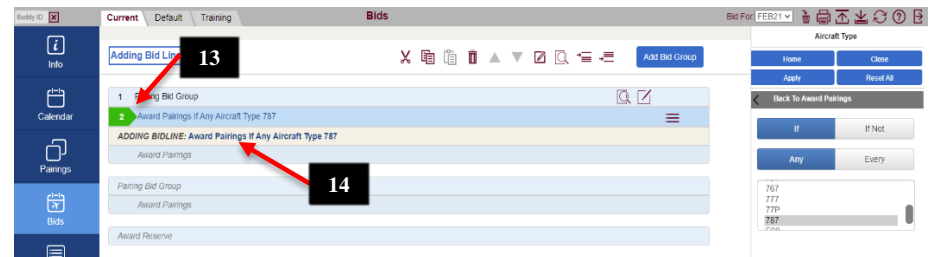 Buddy ID
Current Default Training
Bids
Bid For: FEB21
Info
Calendar
Pairings
Bids
Adding Bid Line
13
Add Bid Group
1 Pairing Bid Group
2 Award Pairings If Any Aircraft Type 787
ADDING BIDLINE: Award Pairings If Any Aircraft Type 787
Award Pairings
14
Pairing Bid Group
Award Pairings
Award Reserve
Aircraft Type
Home Close
Apply Reset All
Back To Award Pairings
If If Not
Any Every
767
777
77P
787